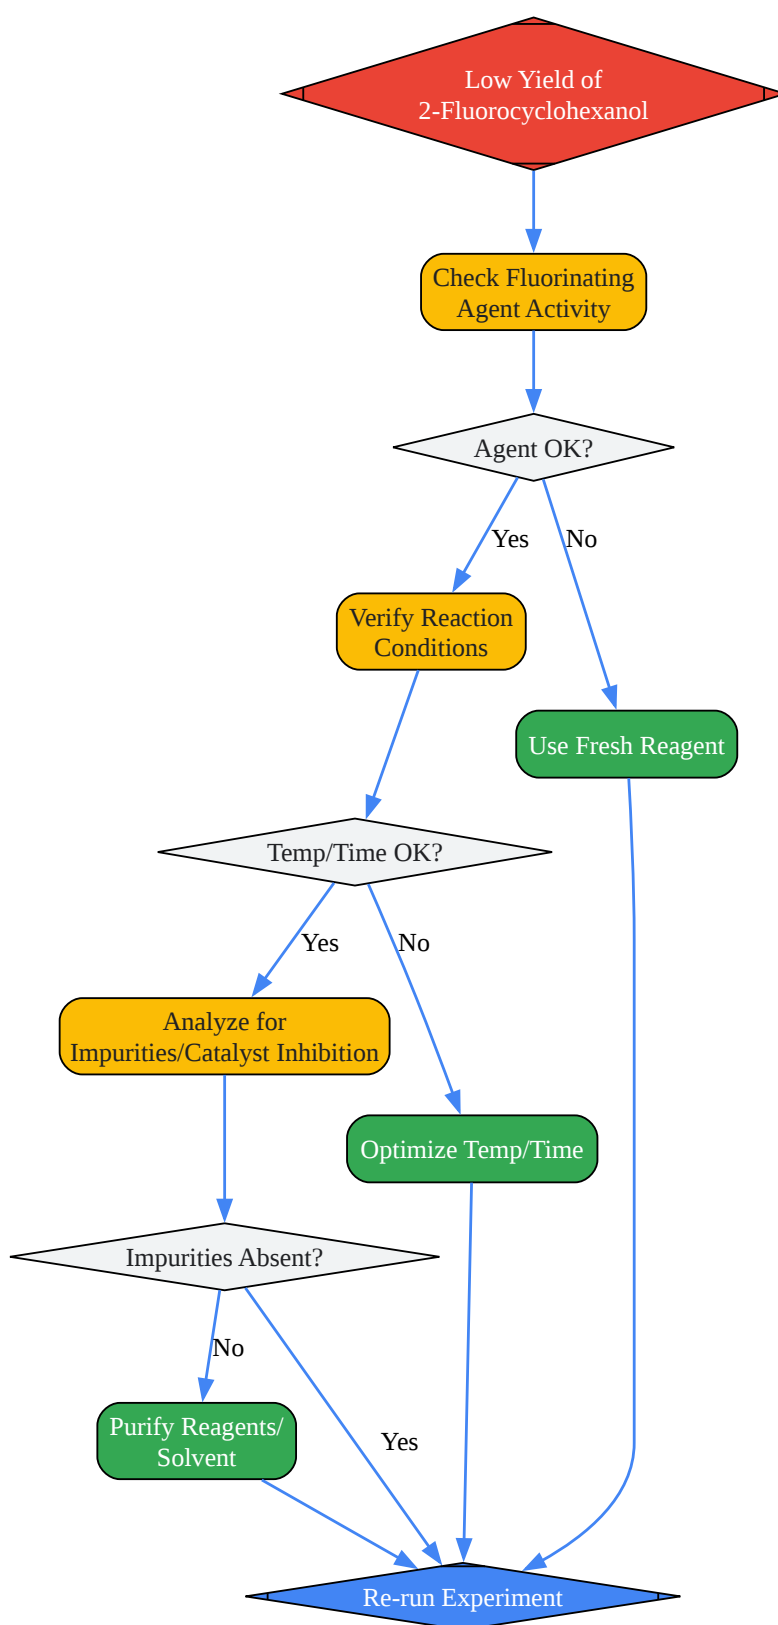 Low Yield of
2-Fluorocyclohexanol
Check Fluorinating
Agent Activity
Agent OK?
Yes
No
Verify Reaction
Conditions
Use Fresh Reagent
Temp/Time OK?
Yes
No
Analyze for
Impurities/Catalyst Inhibition
Optimize Temp/Time
Impurities Absent?
No
Purify Reagents/
Solvent
Yes
Re-run Experiment